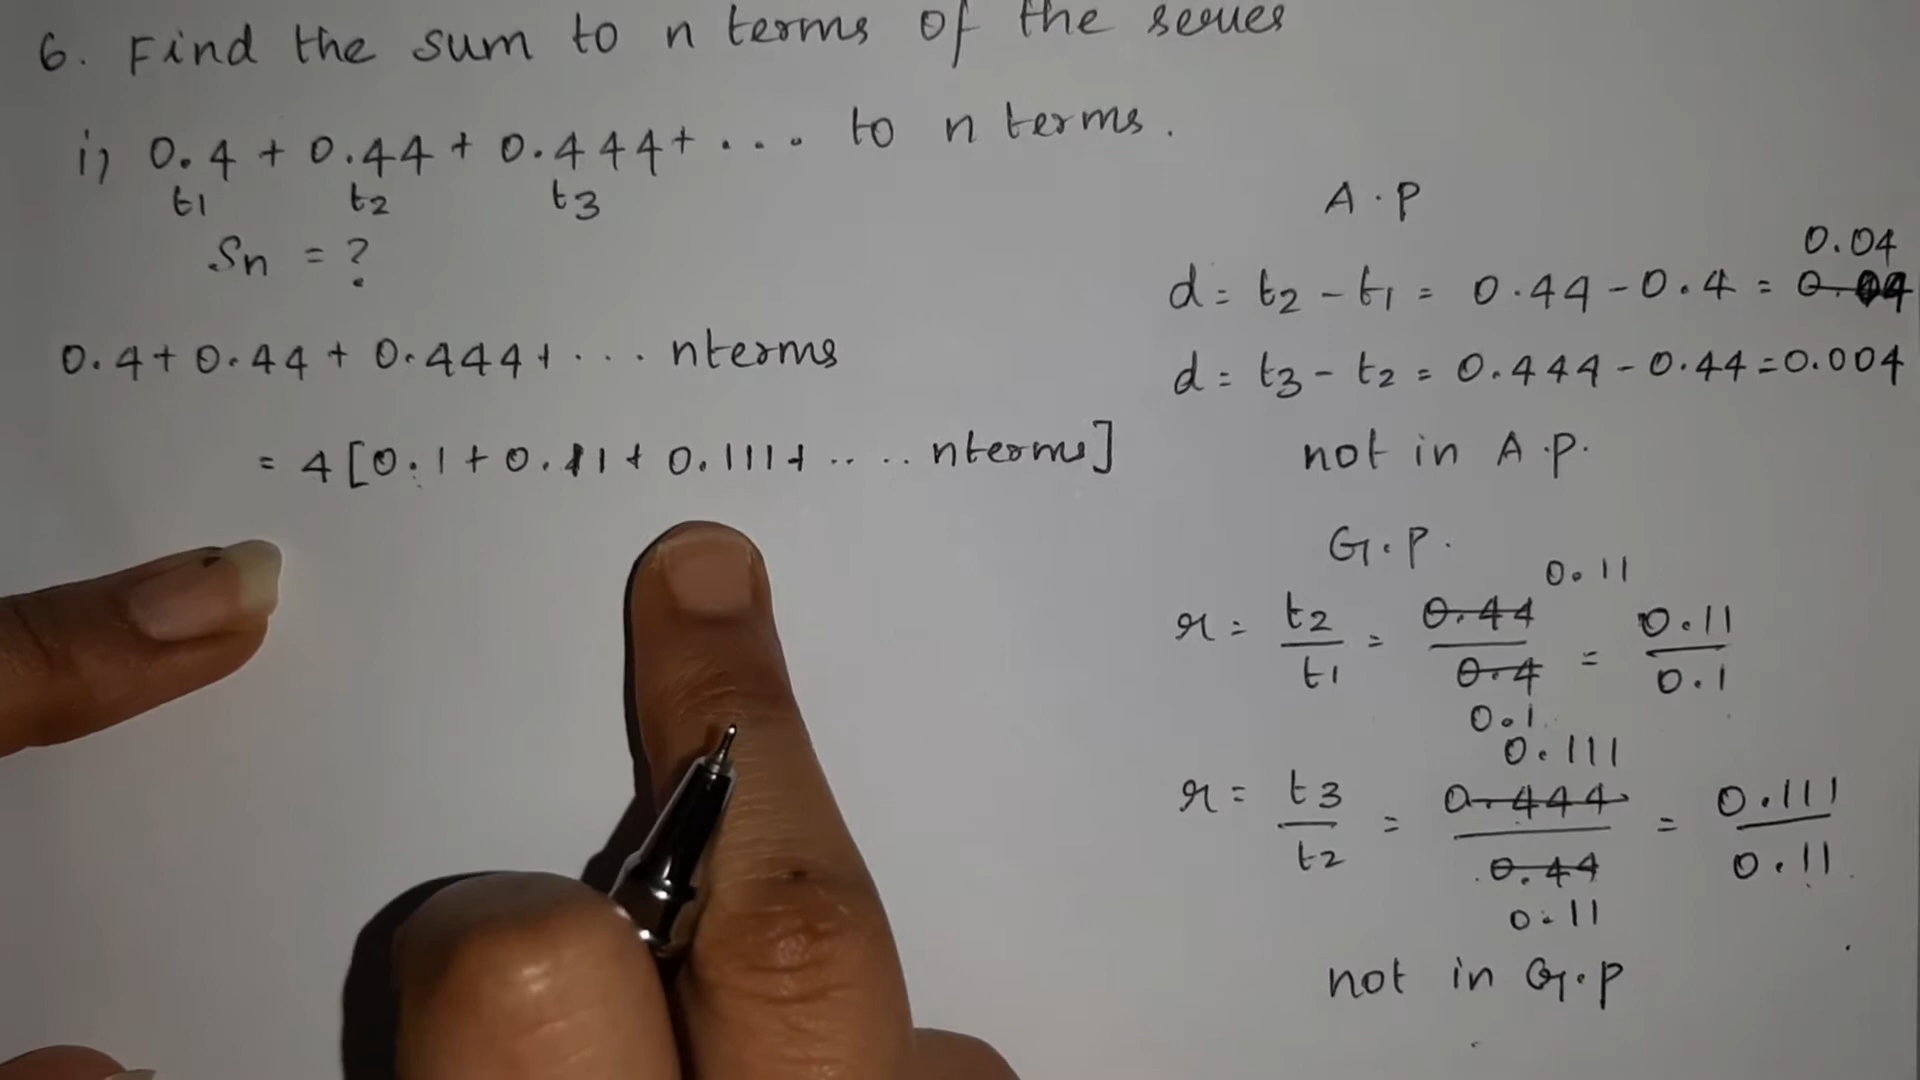 6. Find the sum to n terms of the series
i) 0.4 + 0.44 + 0.444 + .... to n terms.
t1 t2 t3
Sn = ?
0.4 + 0.44 + 0.444 + ... nterms
= 4 [0.1 + 0.11 + 0.111 + .. .. nterms]
A.P
0.04
d = t2 - t1 = 0.44 - 0.4 = 0.04
d = t3 - t2 = 0.444 - 0.44 = 0.004
not in A.P.
G.P.
0.11
r = t2/t1 = 0.44/0.4 = 0.11/0.1
0.1
0.111
r = t3/t2 = 0.444/0.44 = 0.111/0.11
0.11
not in G.P